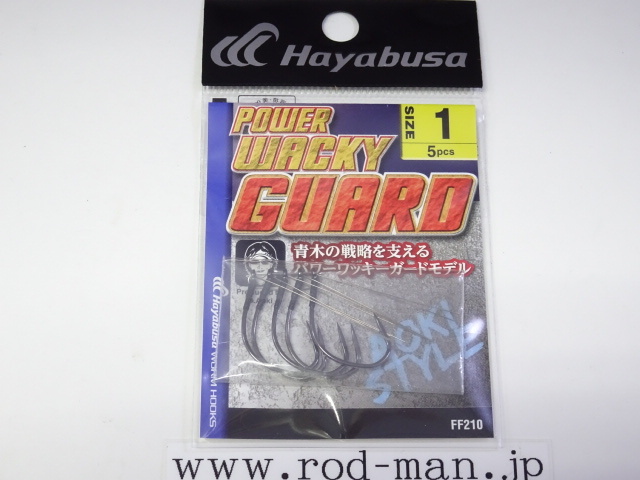 Hayabusa
POWER
WACKY
GUARD
SIZE
1
5pcs
青木の戦略を支える
パワーワッキーガードモデル
AOKI
STYLE
Hayabusa WORM HOOKS
FF210
www.rod-man.jp